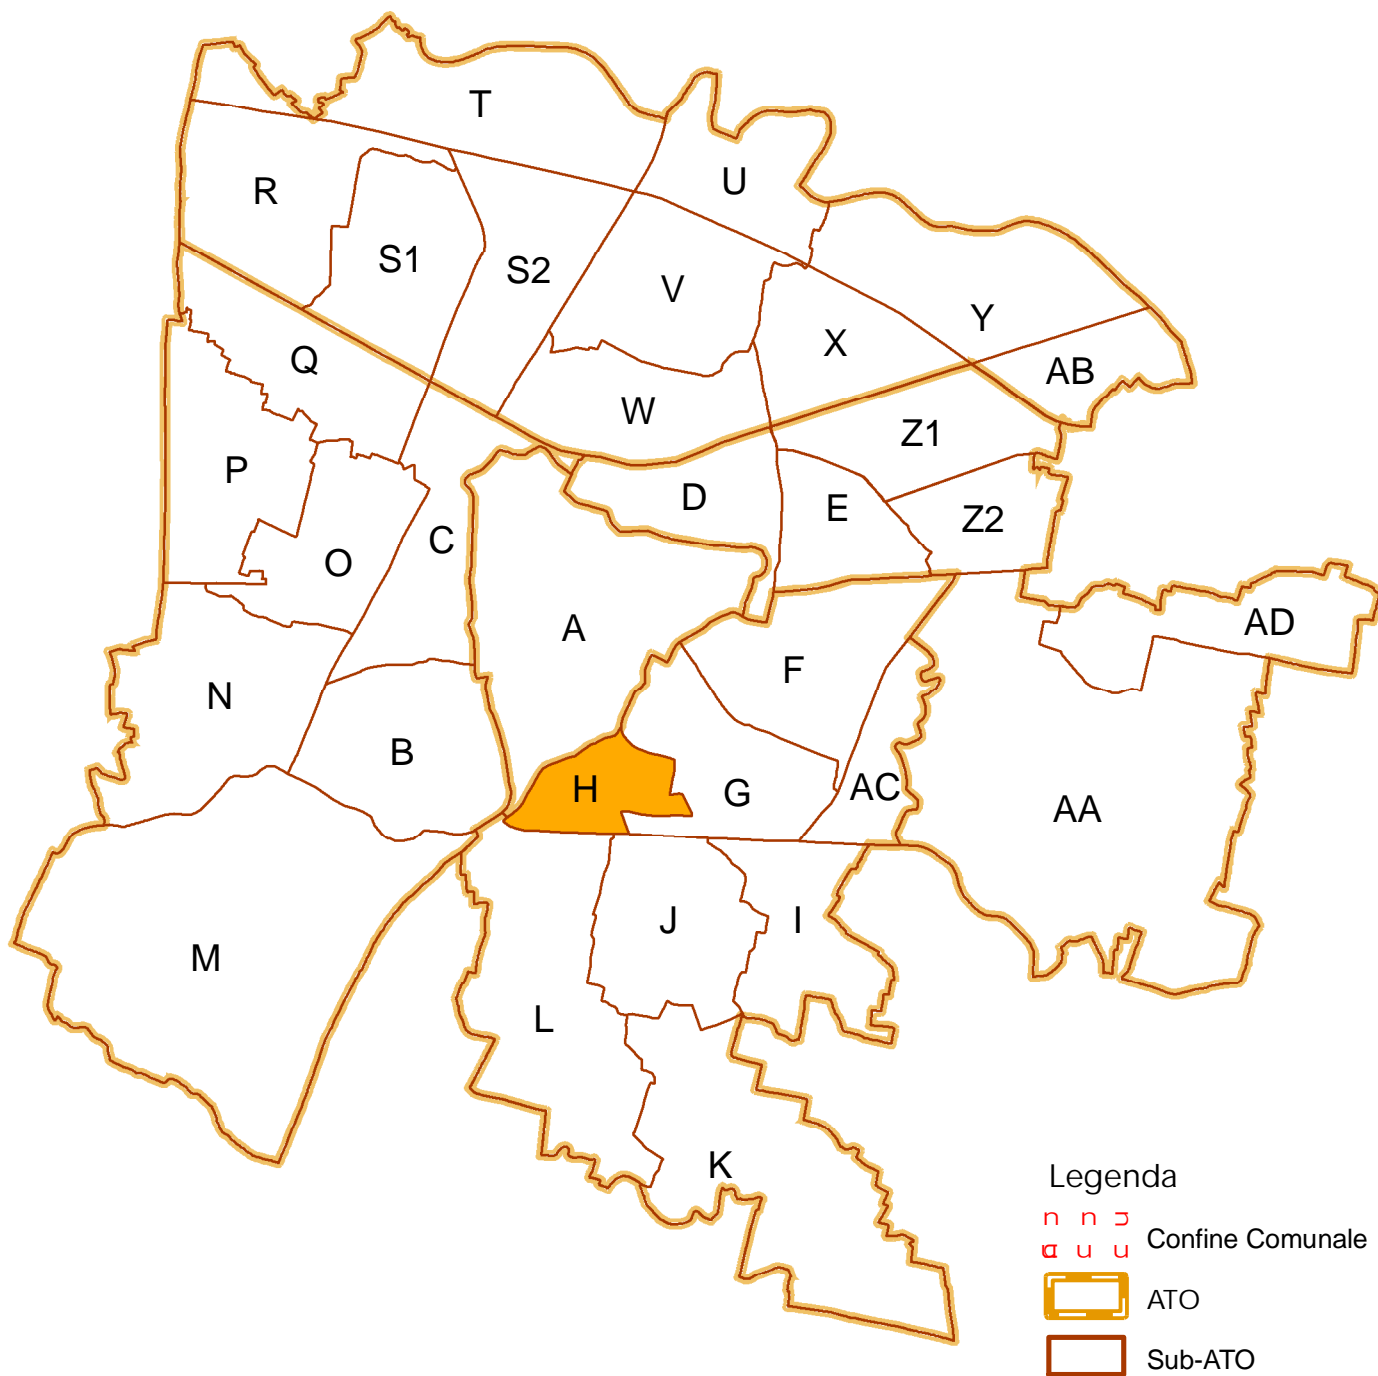 T
U
R
S1
S2
V
Y
X
Q
AB
W
Z1
P
D
E
Z2
C
O
A
AD
F
N
B
H
G
AC
AA
J
I
M
L
K
Legenda
n n n
u u u
Confine Comunale
ATO
Sub-ATO